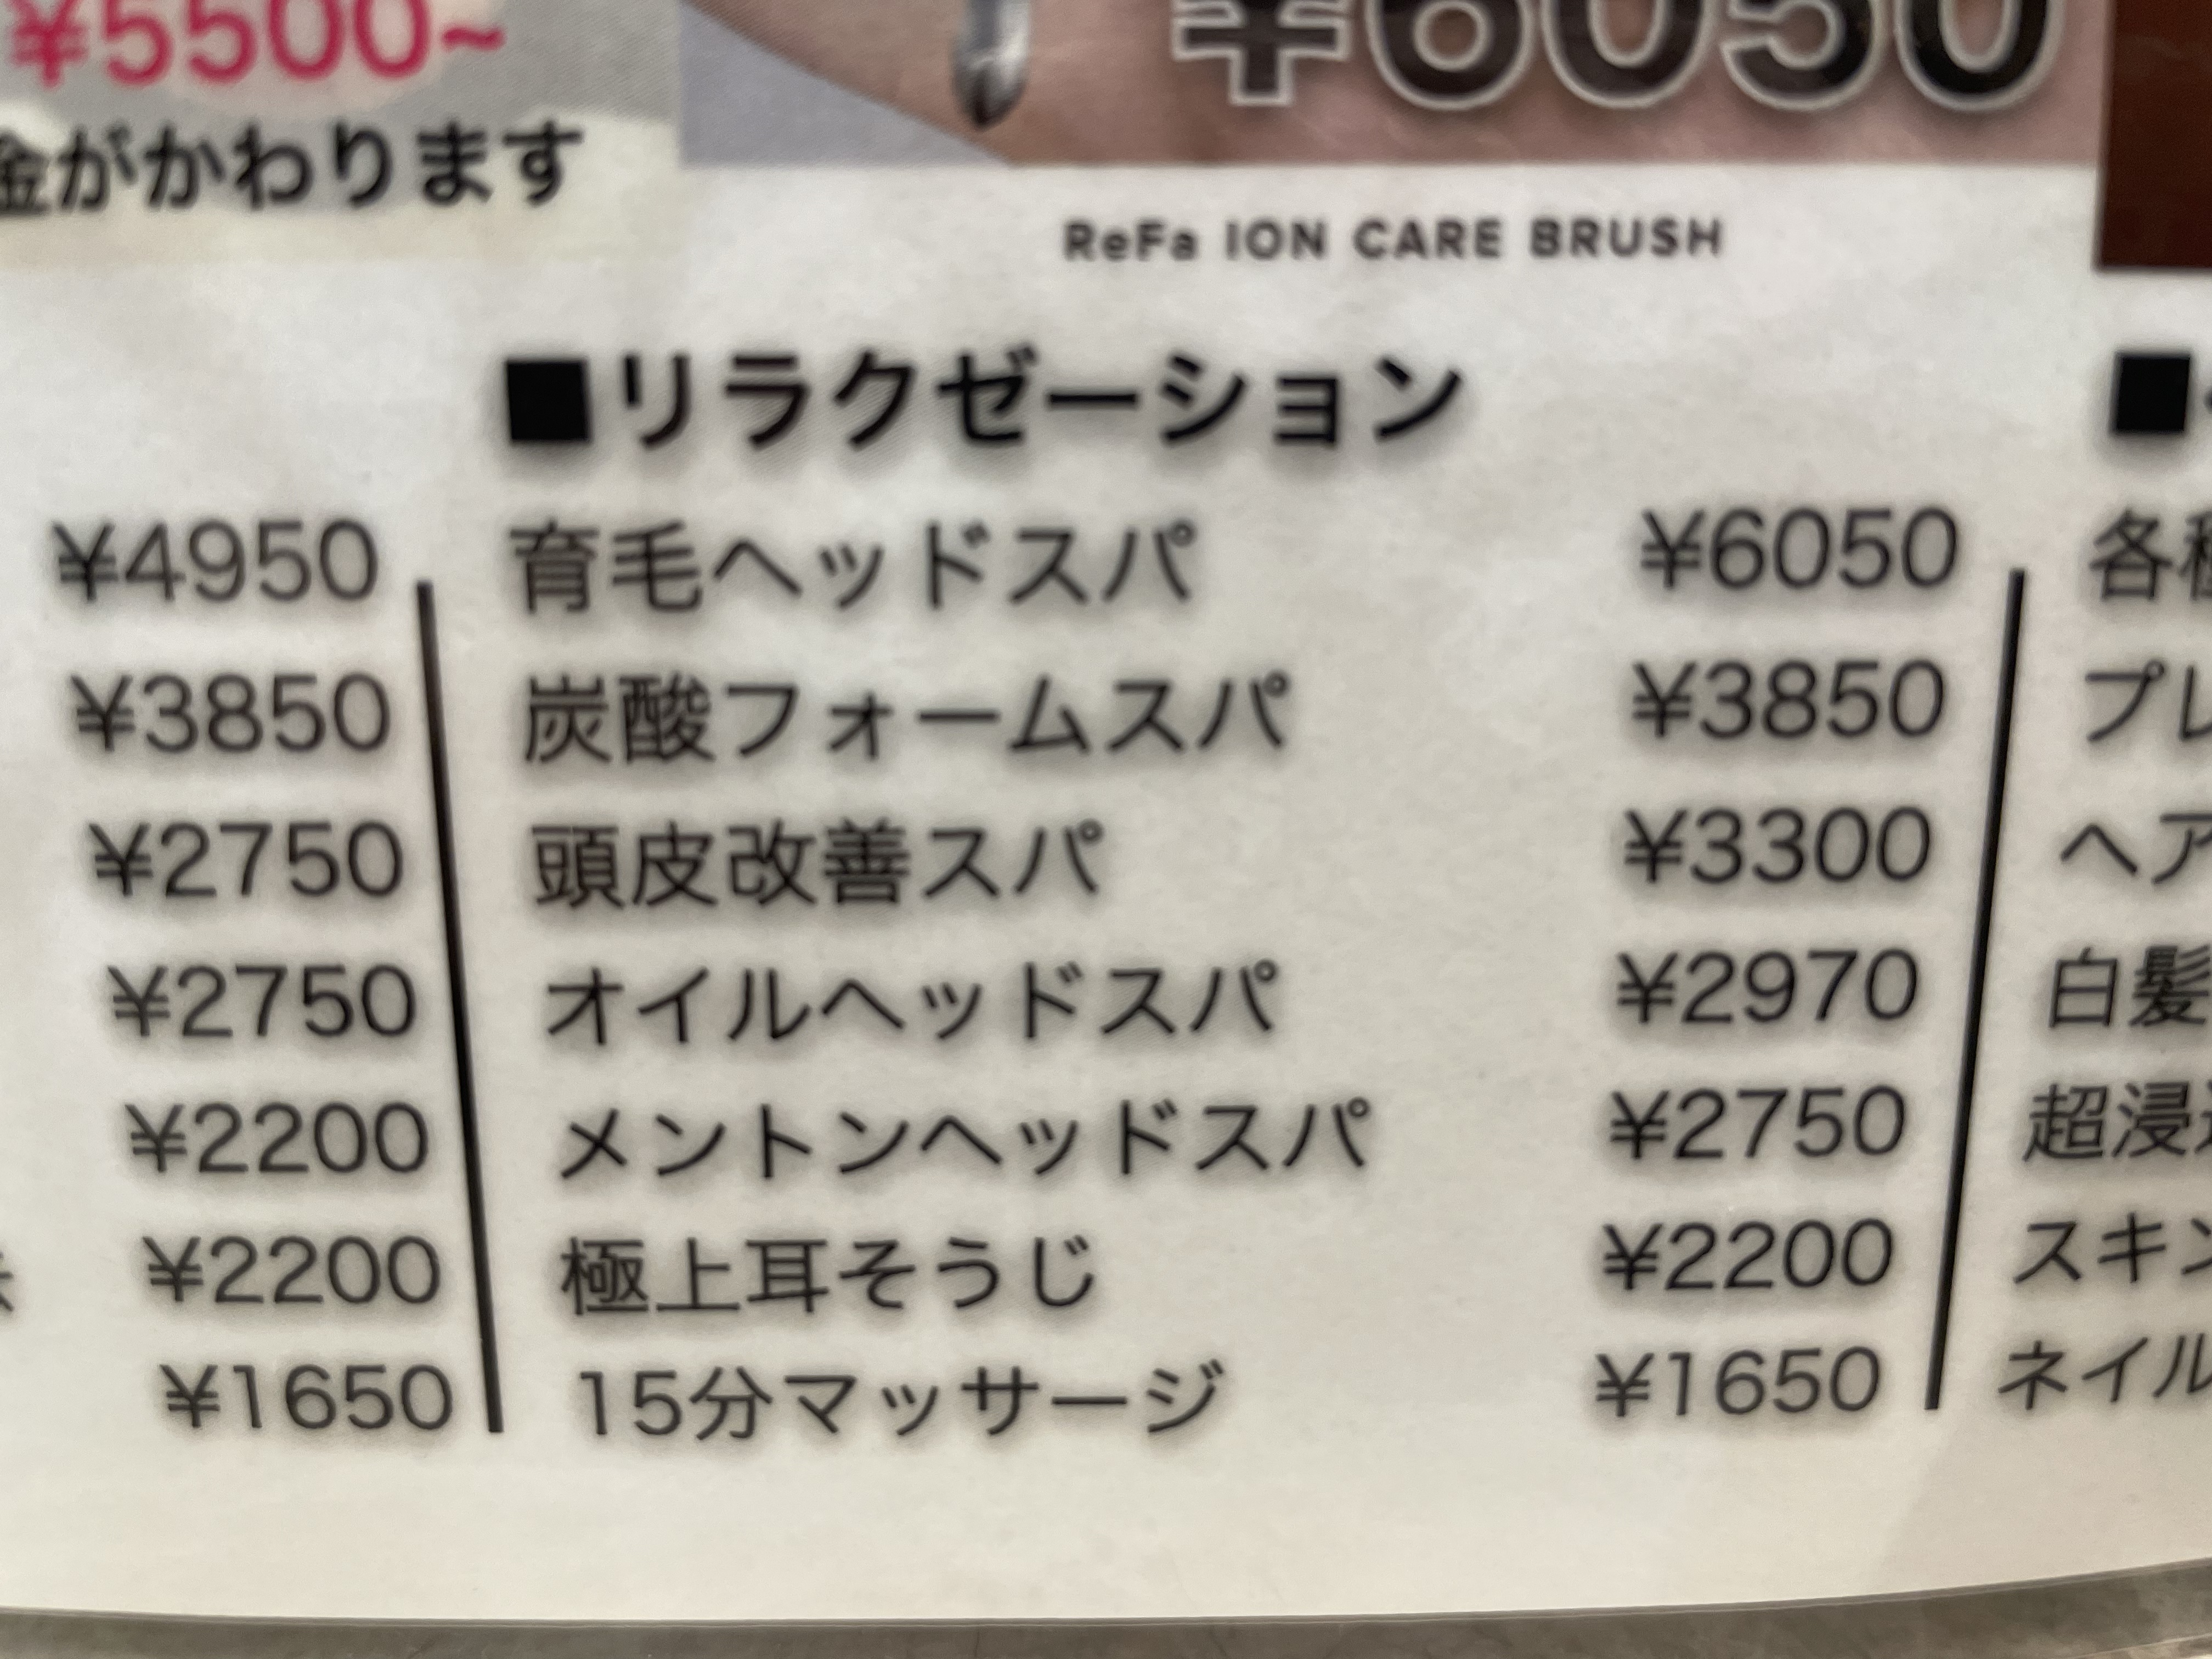 ¥5500~
¥6050
金がかわります
ReFa ION CARE BRUSH
■リラクゼーション
¥4950
¥3850
¥2750
¥2750
¥2200
¥2200
¥1650
育毛ヘッドスパ ¥6050
炭酸フォームスパ ¥3850
頭皮改善スパ ¥3300
オイルヘッドスパ ¥2970
メントンヘッドスパ ¥2750
極上耳そうじ ¥2200
15分マッサージ ¥1650
■
各種
プレ
ヘア
白髪
超浸
スキン
ネイル